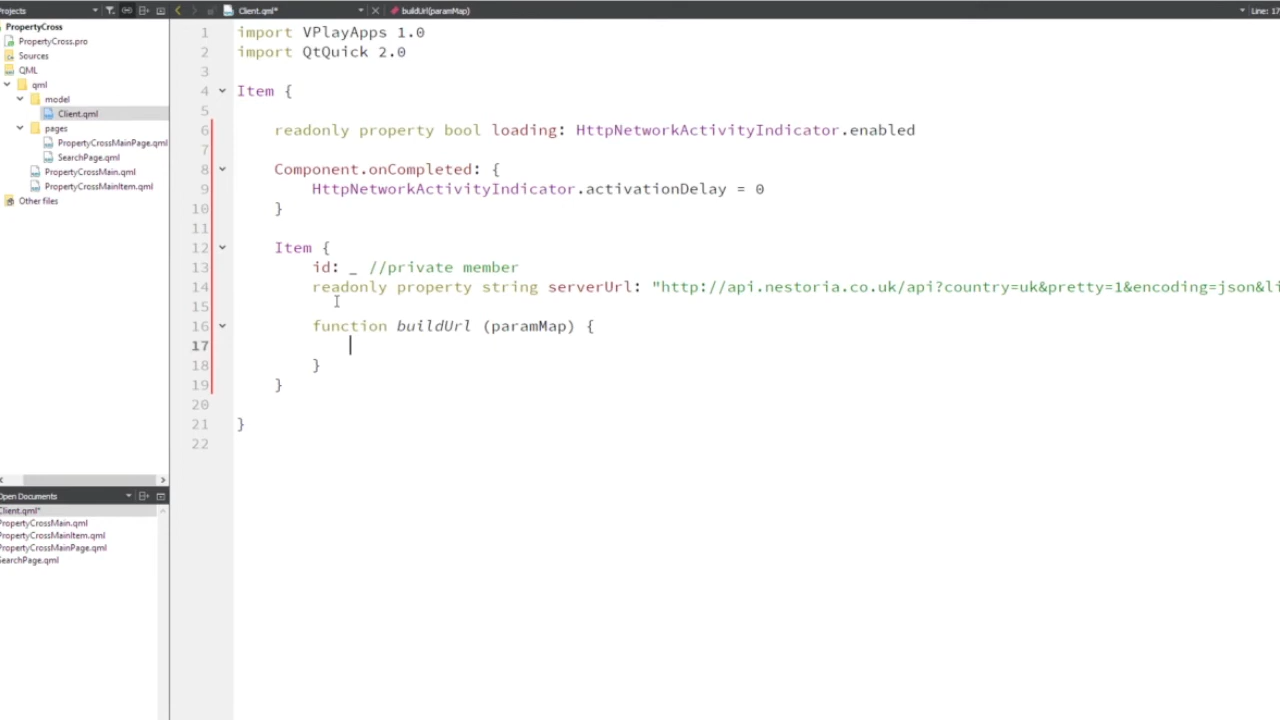 Projects
Client.qml*
buildUrl(paramMap)
Line: 17
PropertyCross
PropertyCross.pro
Sources
QML
qml
model
Client.qml
pages
PropertyCrossMainPage.qml
SearchPage.qml
PropertyCrossMain.qml
PropertyCrossMainItem.qml
Other files
Open Documents
Client.qml*
PropertyCrossMain.qml
PropertyCrossMainItem.qml
PropertyCrossMainPage.qml
SearchPage.qml
1 import VPlayApps 1.0
2 import QtQuick 2.0
3
4 Item {
5
6 readonly property bool loading: HttpNetworkActivityIndicator.enabled
7
8 Component.onCompleted: {
9 HttpNetworkActivityIndicator.activationDelay = 0
10 }
11
12 Item {
13 id: _ //private member
14 readonly property string serverUrl: "http://api.nestoria.co.uk/api?country=uk&pretty=1&encoding=json&li
15
16 function buildUrl (paramMap) {
17
18 }
19 }
20
21 }
22